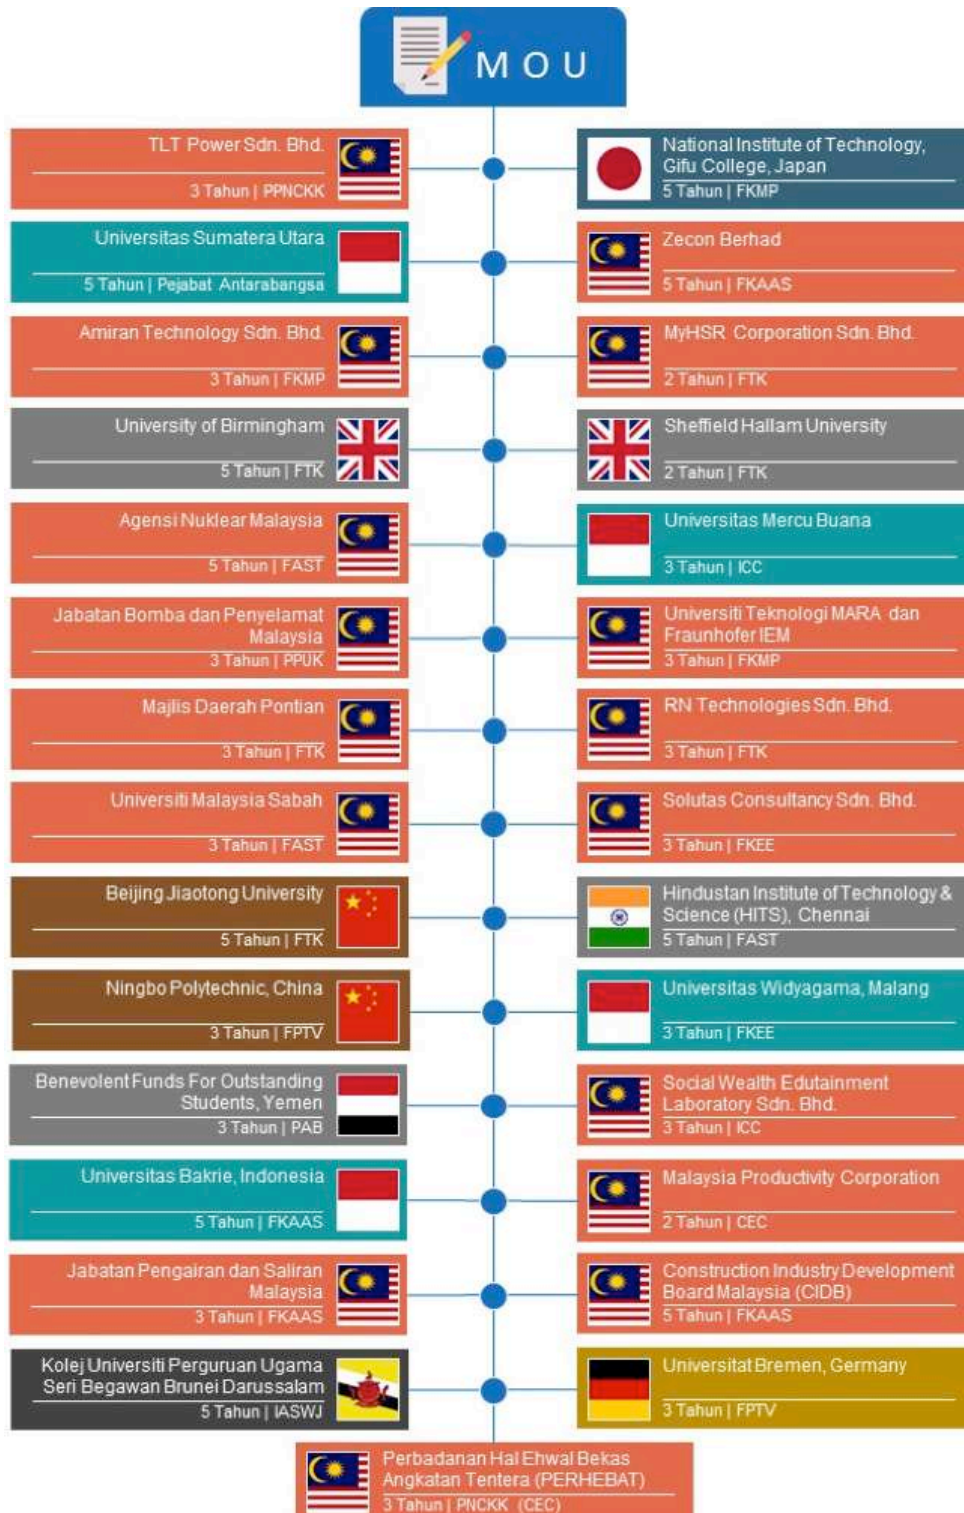 MOU
TLT Power Sdn. Bhd.
3 Tahun | PPNCKK
National Institute of Technology,
Gifu College, Japan
5 Tahun | FKMP
Universitas Sumatera Utara
5 Tahun | Pejabat Antarabangsa
Zecon Berhad
5 Tahun | FKAAS
Amiran Technology Sdn. Bhd.
3 Tahun | FKMP
MyHSR Corporation Sdn. Bhd.
2 Tahun | FTK
University of Birmingham
5 Tahun | FTK
Sheffield Hallam University
2 Tahun | FTK
Agensi Nuklear Malaysia
5 Tahun | FAST
Universitas Mercu Buana
3 Tahun | ICC
Jabatan Bomba dan Penyelamat
Malaysia
3 Tahun | PPUK
Universiti Teknologi MARA dan
Fraunhofer IEM
3 Tahun | FKMP
Majlis Daerah Pontian
3 Tahun | FTK
RN Technologies Sdn. Bhd.
3 Tahun | FTK
Universiti Malaysia Sabah
3 Tahun | FAST
Solutas Consultancy Sdn. Bhd.
3 Tahun | FKEE
Beijing Jiaotong University
5 Tahun | FTK
Hindustan Institute of Technology &
Science (HITS), Chennai
5 Tahun | FAST
Ningbo Polytechnic, China
3 Tahun | FPTV
Universitas Widyagama, Malang
3 Tahun | FKEE
Benevolent Funds For Outstanding
Students, Yemen
3 Tahun | PAB
Social Wealth Edutainment
Laboratory Sdn. Bhd.
3 Tahun | ICC
Universitas Bakrie, Indonesia
5 Tahun | FKAAS
Malaysia Productivity Corporation
2 Tahun | CEC
Jabatan Pengairan dan Saliran
Malaysia
3 Tahun | FKAAS
Construction Industry Development
Board Malaysia (CIDB)
5 Tahun | FKAAS
Kolej Universiti Perguruan Ugama
Seri Begawan Brunei Darussalam
5 Tahun | IASWJ
Universitat Bremen, Germany
3 Tahun | FPTV
Perbadanan Hal Ehwal Bekas
Angkatan Tentera (PERHEBAT)
3 Tahun | PNCKK (CEC)